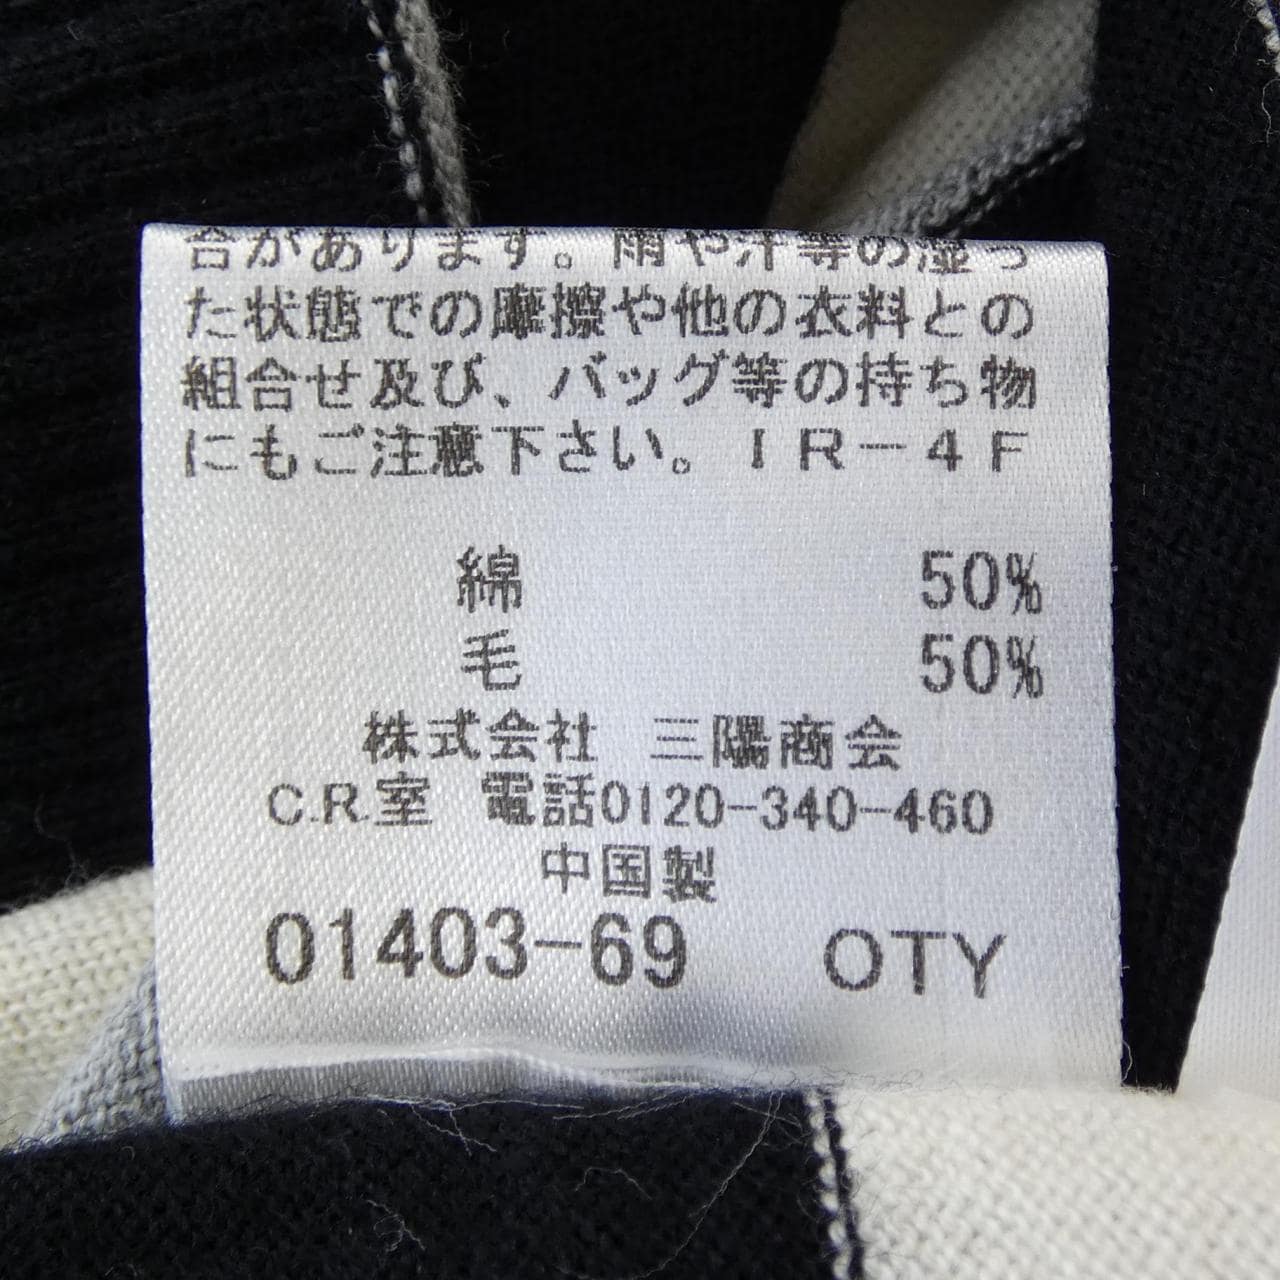 合があります。雨や汗等の湿っ
た状態での摩擦や他の衣料との
組合せ及び、バッグ等の持ち物
にもご注意下さい。IR-4F
綿 50%
毛 50%
株式会社 三陽商会
C.R.室 電話0120-340-460
中国製
01403-69 OTY